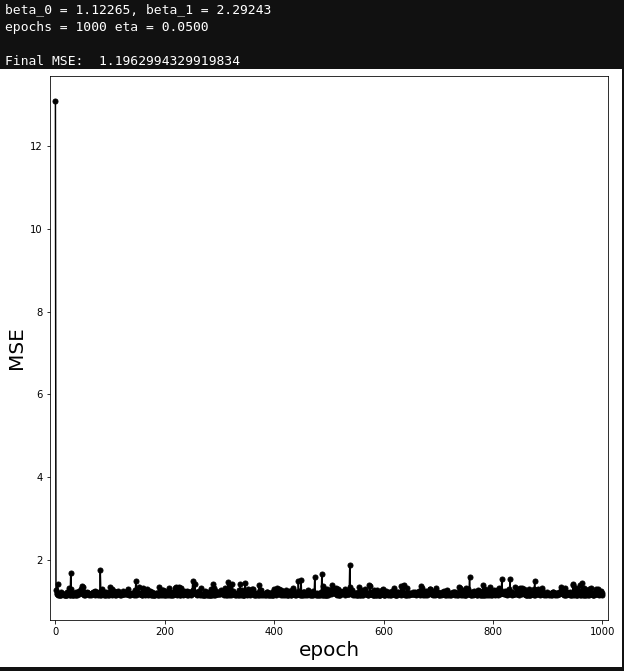 beta_0 = 1.12265, beta_1 = 2.29243
epochs = 1000 eta = 0.0500
Final MSE:  1.1962994329919834
12
10
8
6
4
2
MSE
0
200
400
600
800
1000
epoch